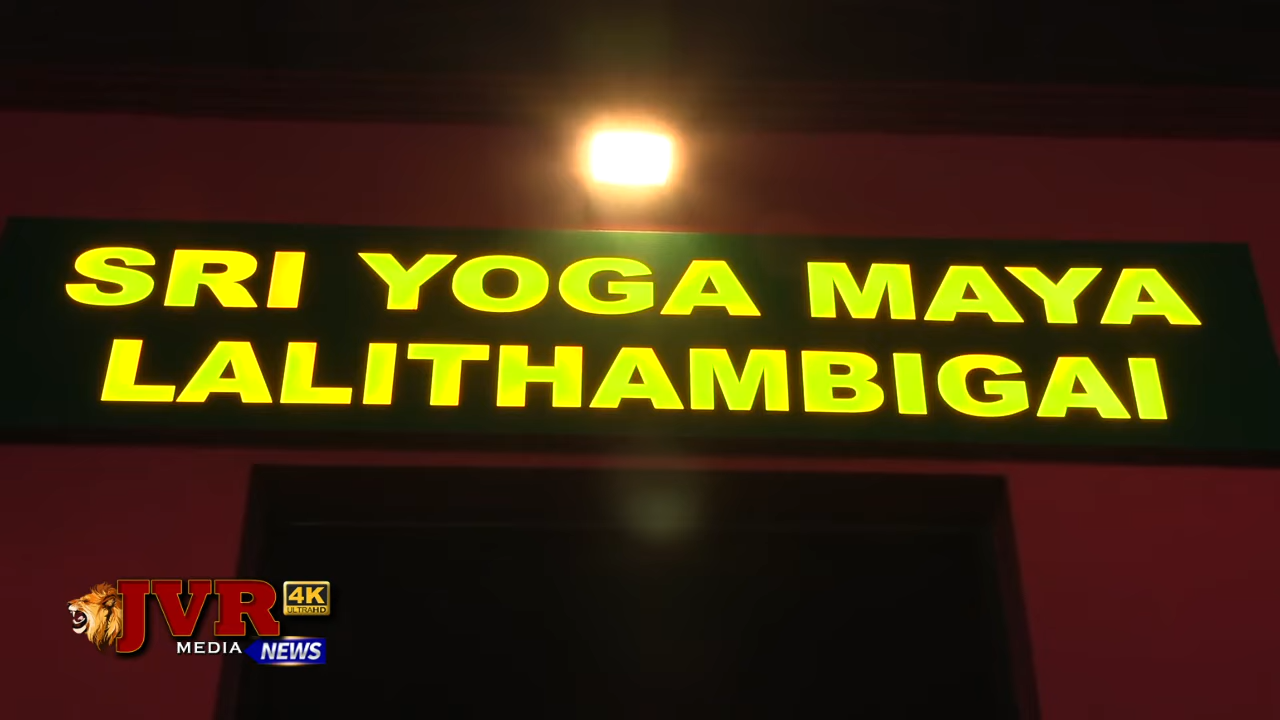 SRI YOGA MAYA
LALITHAMBIGAI
JVR
4K
ULTRAHD
MEDIA
NEWS